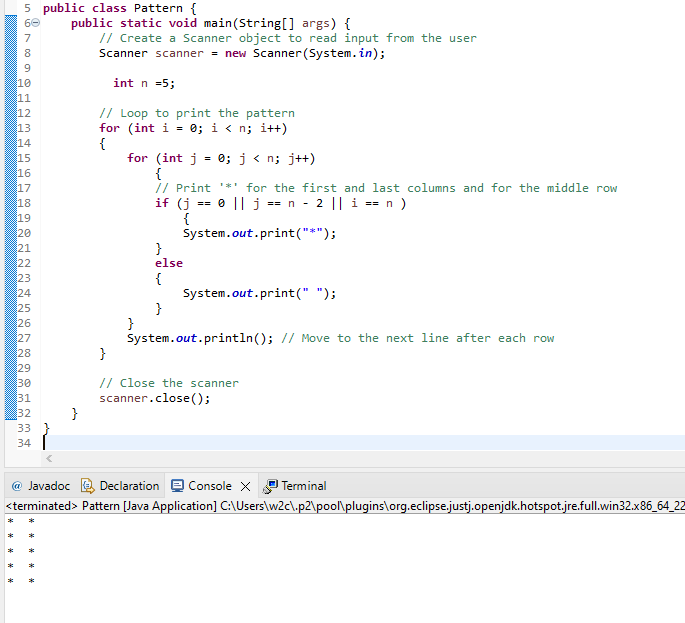 5 public class Pattern {
6 public static void main(String[] args) {
7 // Create a Scanner object to read input from the user
8 Scanner scanner = new Scanner(System.in);
9
10 int n =5;
11
12 // Loop to print the pattern
13 for (int i = 0; i < n; i++)
14 {
15 for (int j = 0; j < n; j++)
16 {
17 // Print '*' for the first and last columns and for the middle row
18 if (j == 0 || j == n - 2 || i == n )
19 {
20 System.out.print("*");
21 }
22 else
23 {
24 System.out.print(" ");
25 }
26 }
27 System.out.println(); // Move to the next line after each row
28 }
29
30 // Close the scanner
31 scanner.close();
32 }
33 }
34
@ Javadoc Declaration Console Terminal
<terminated> Pattern [Java Application] C:\Users\w2c\.p2\pool\plugins\org.eclipse.justj.openjdk.hotspot.jre.full.win32.x86_64_22
*  *
*  *
*  *
*  *
*  *